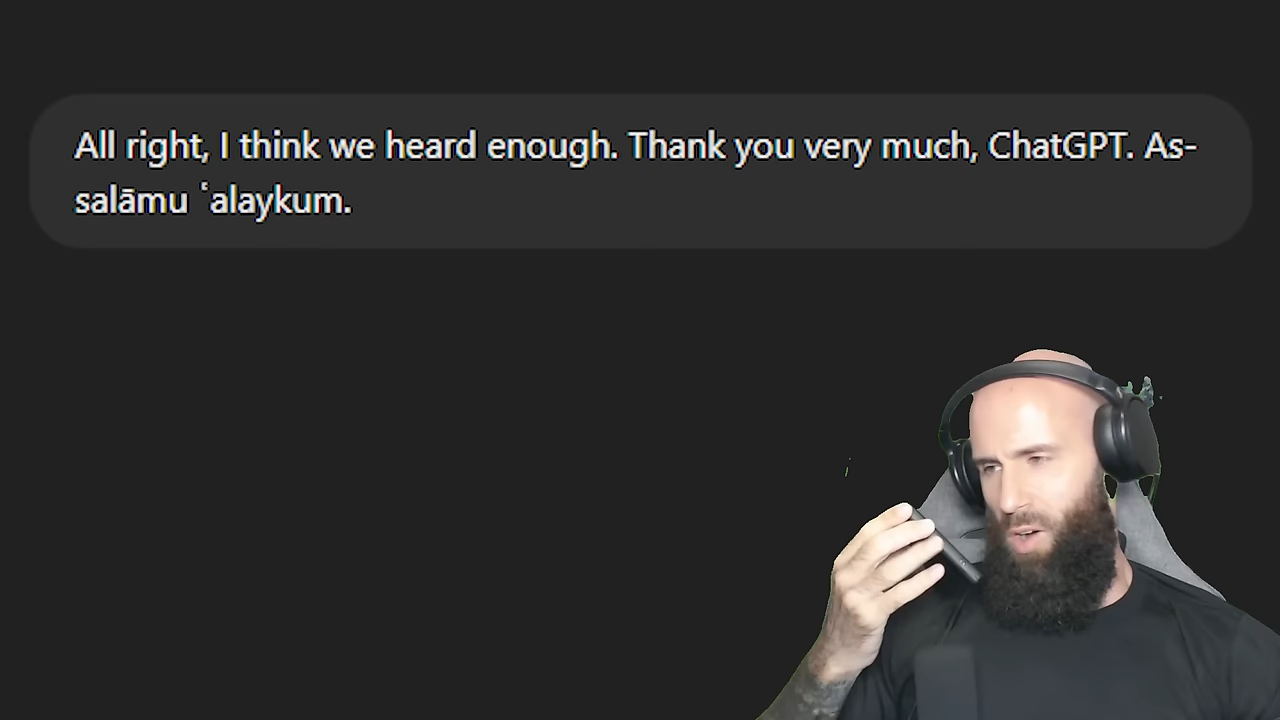 All right, I think we heard enough. Thank you very much, ChatGPT. As-
salāmu ʿalaykum.